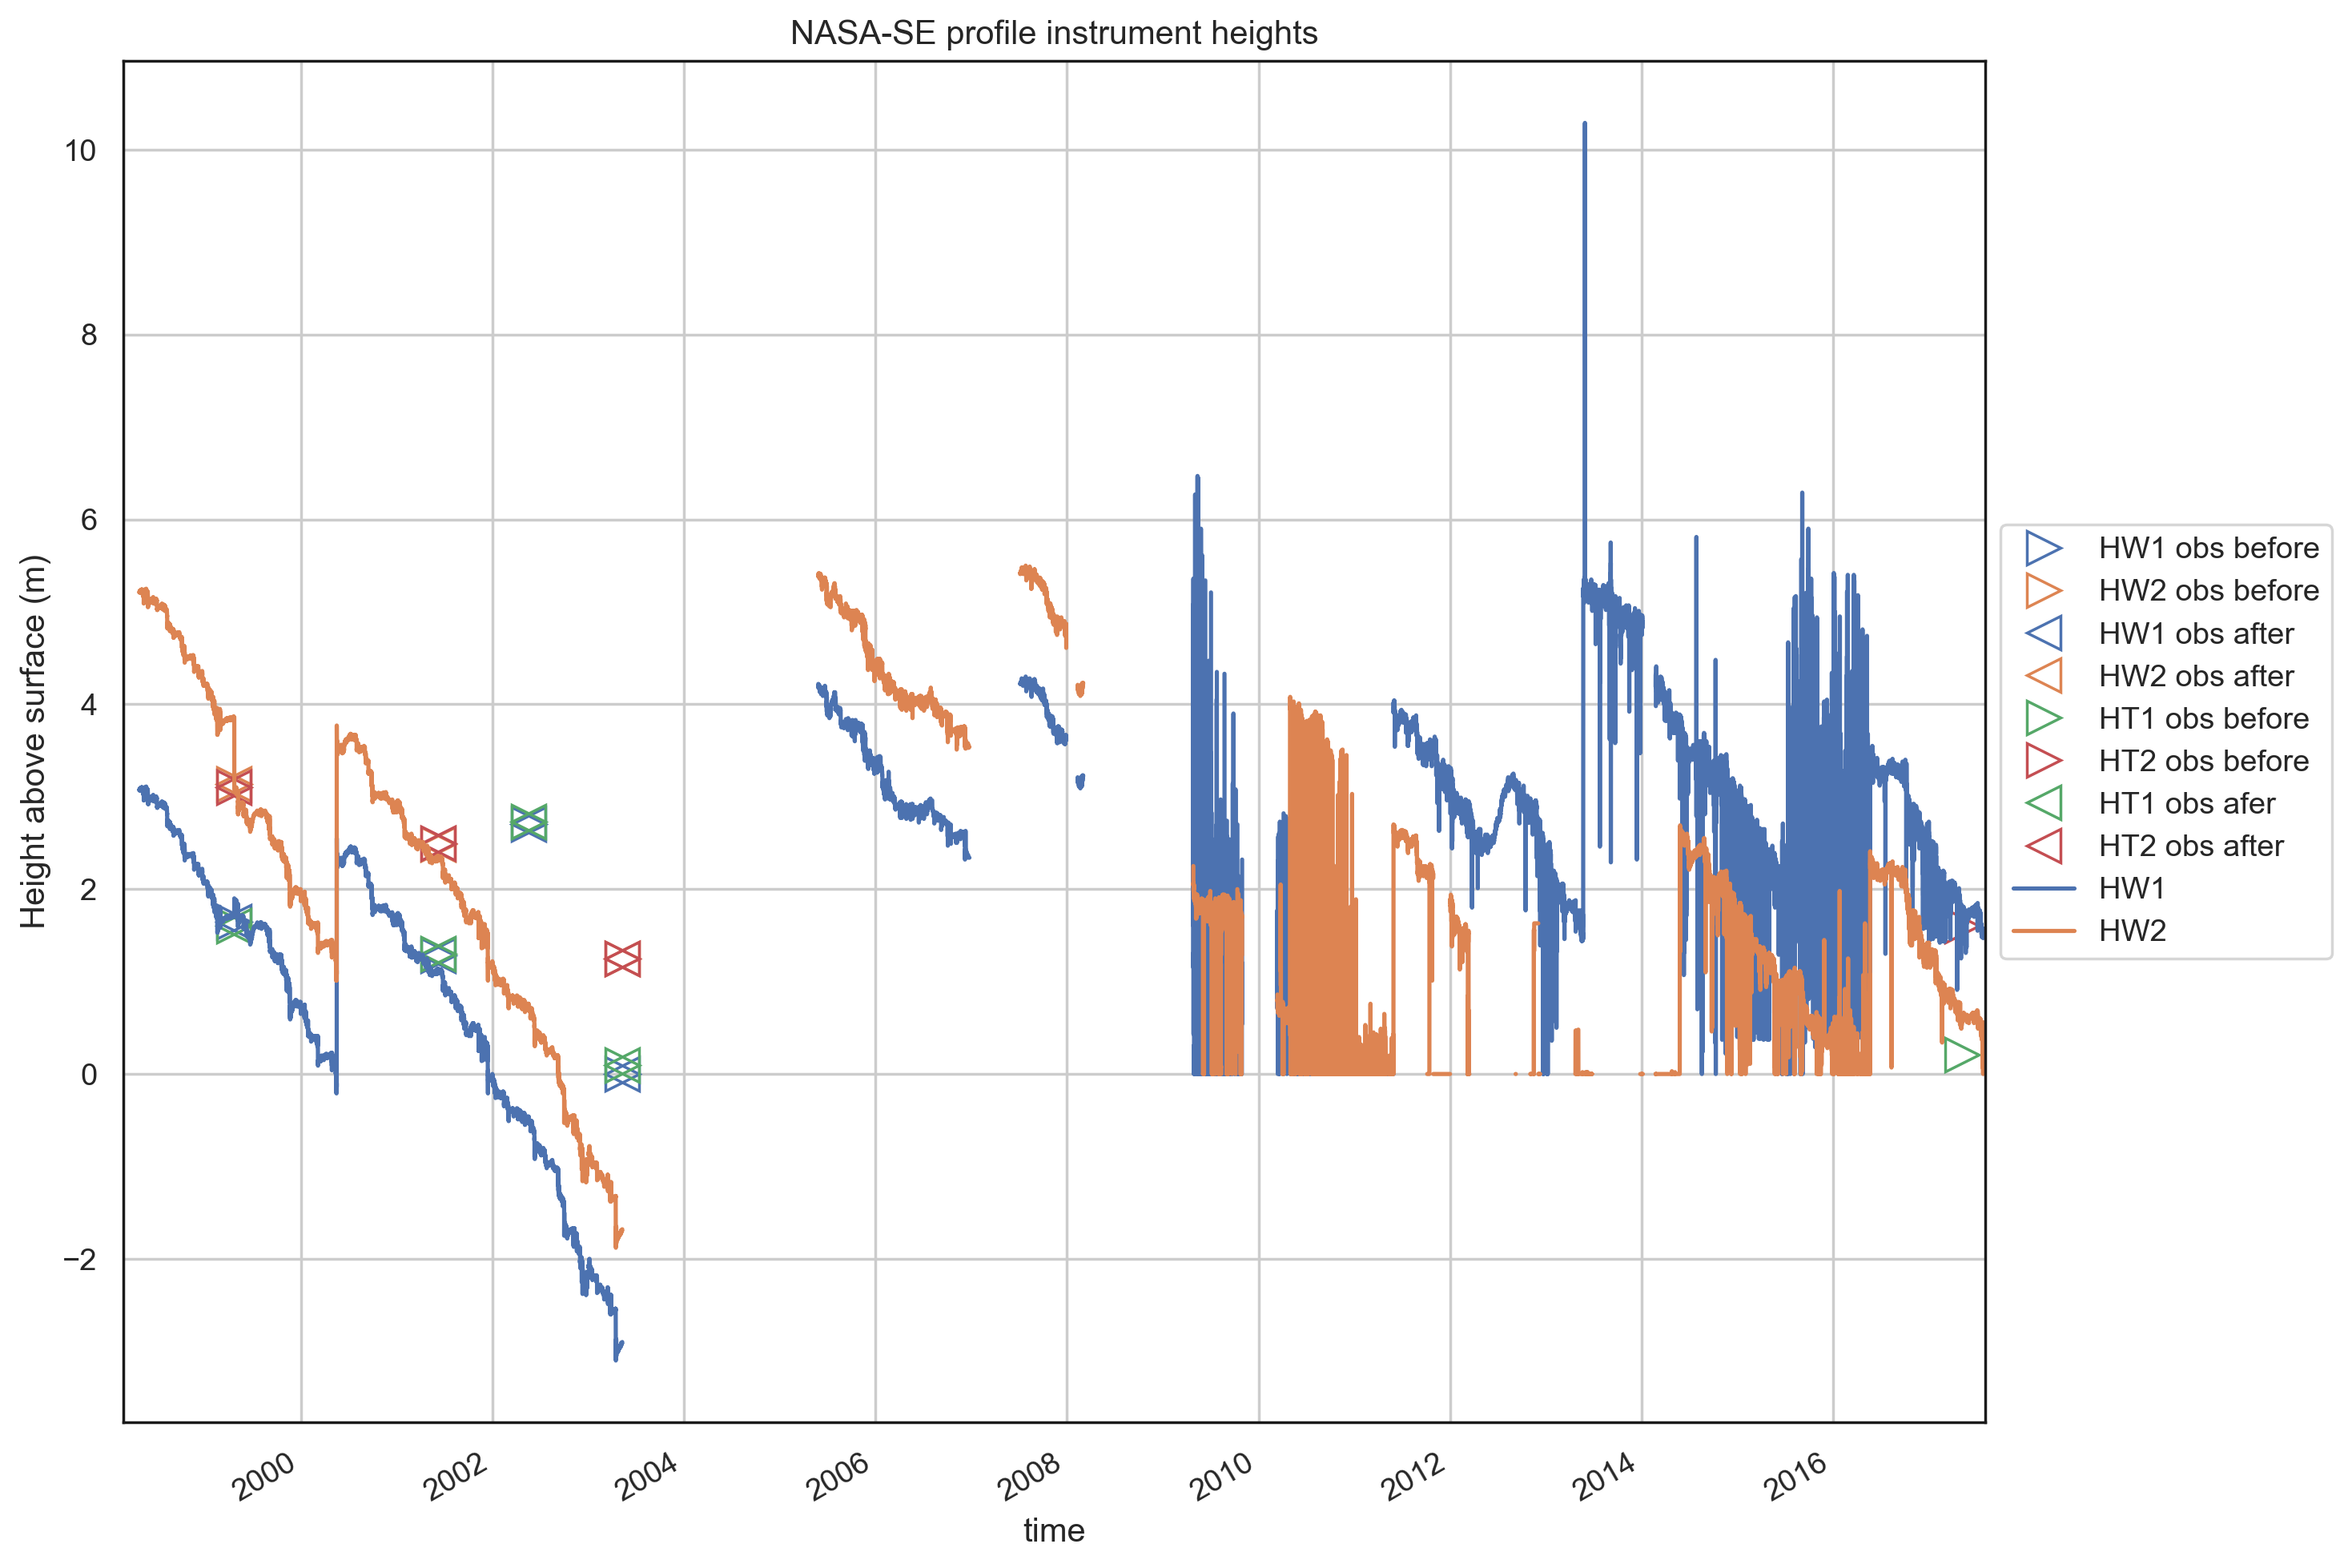 NASA-SE profile instrument heights
Height above surface (m)
10
8
6
4
2
0
−2
2000
2002
2004
2006
2008
2010
2012
2014
2016
time
HW1 obs before
HW2 obs before
HW1 obs after
HW2 obs after
HT1 obs before
HT2 obs before
HT1 obs afer
HT2 obs after
HW1
HW2